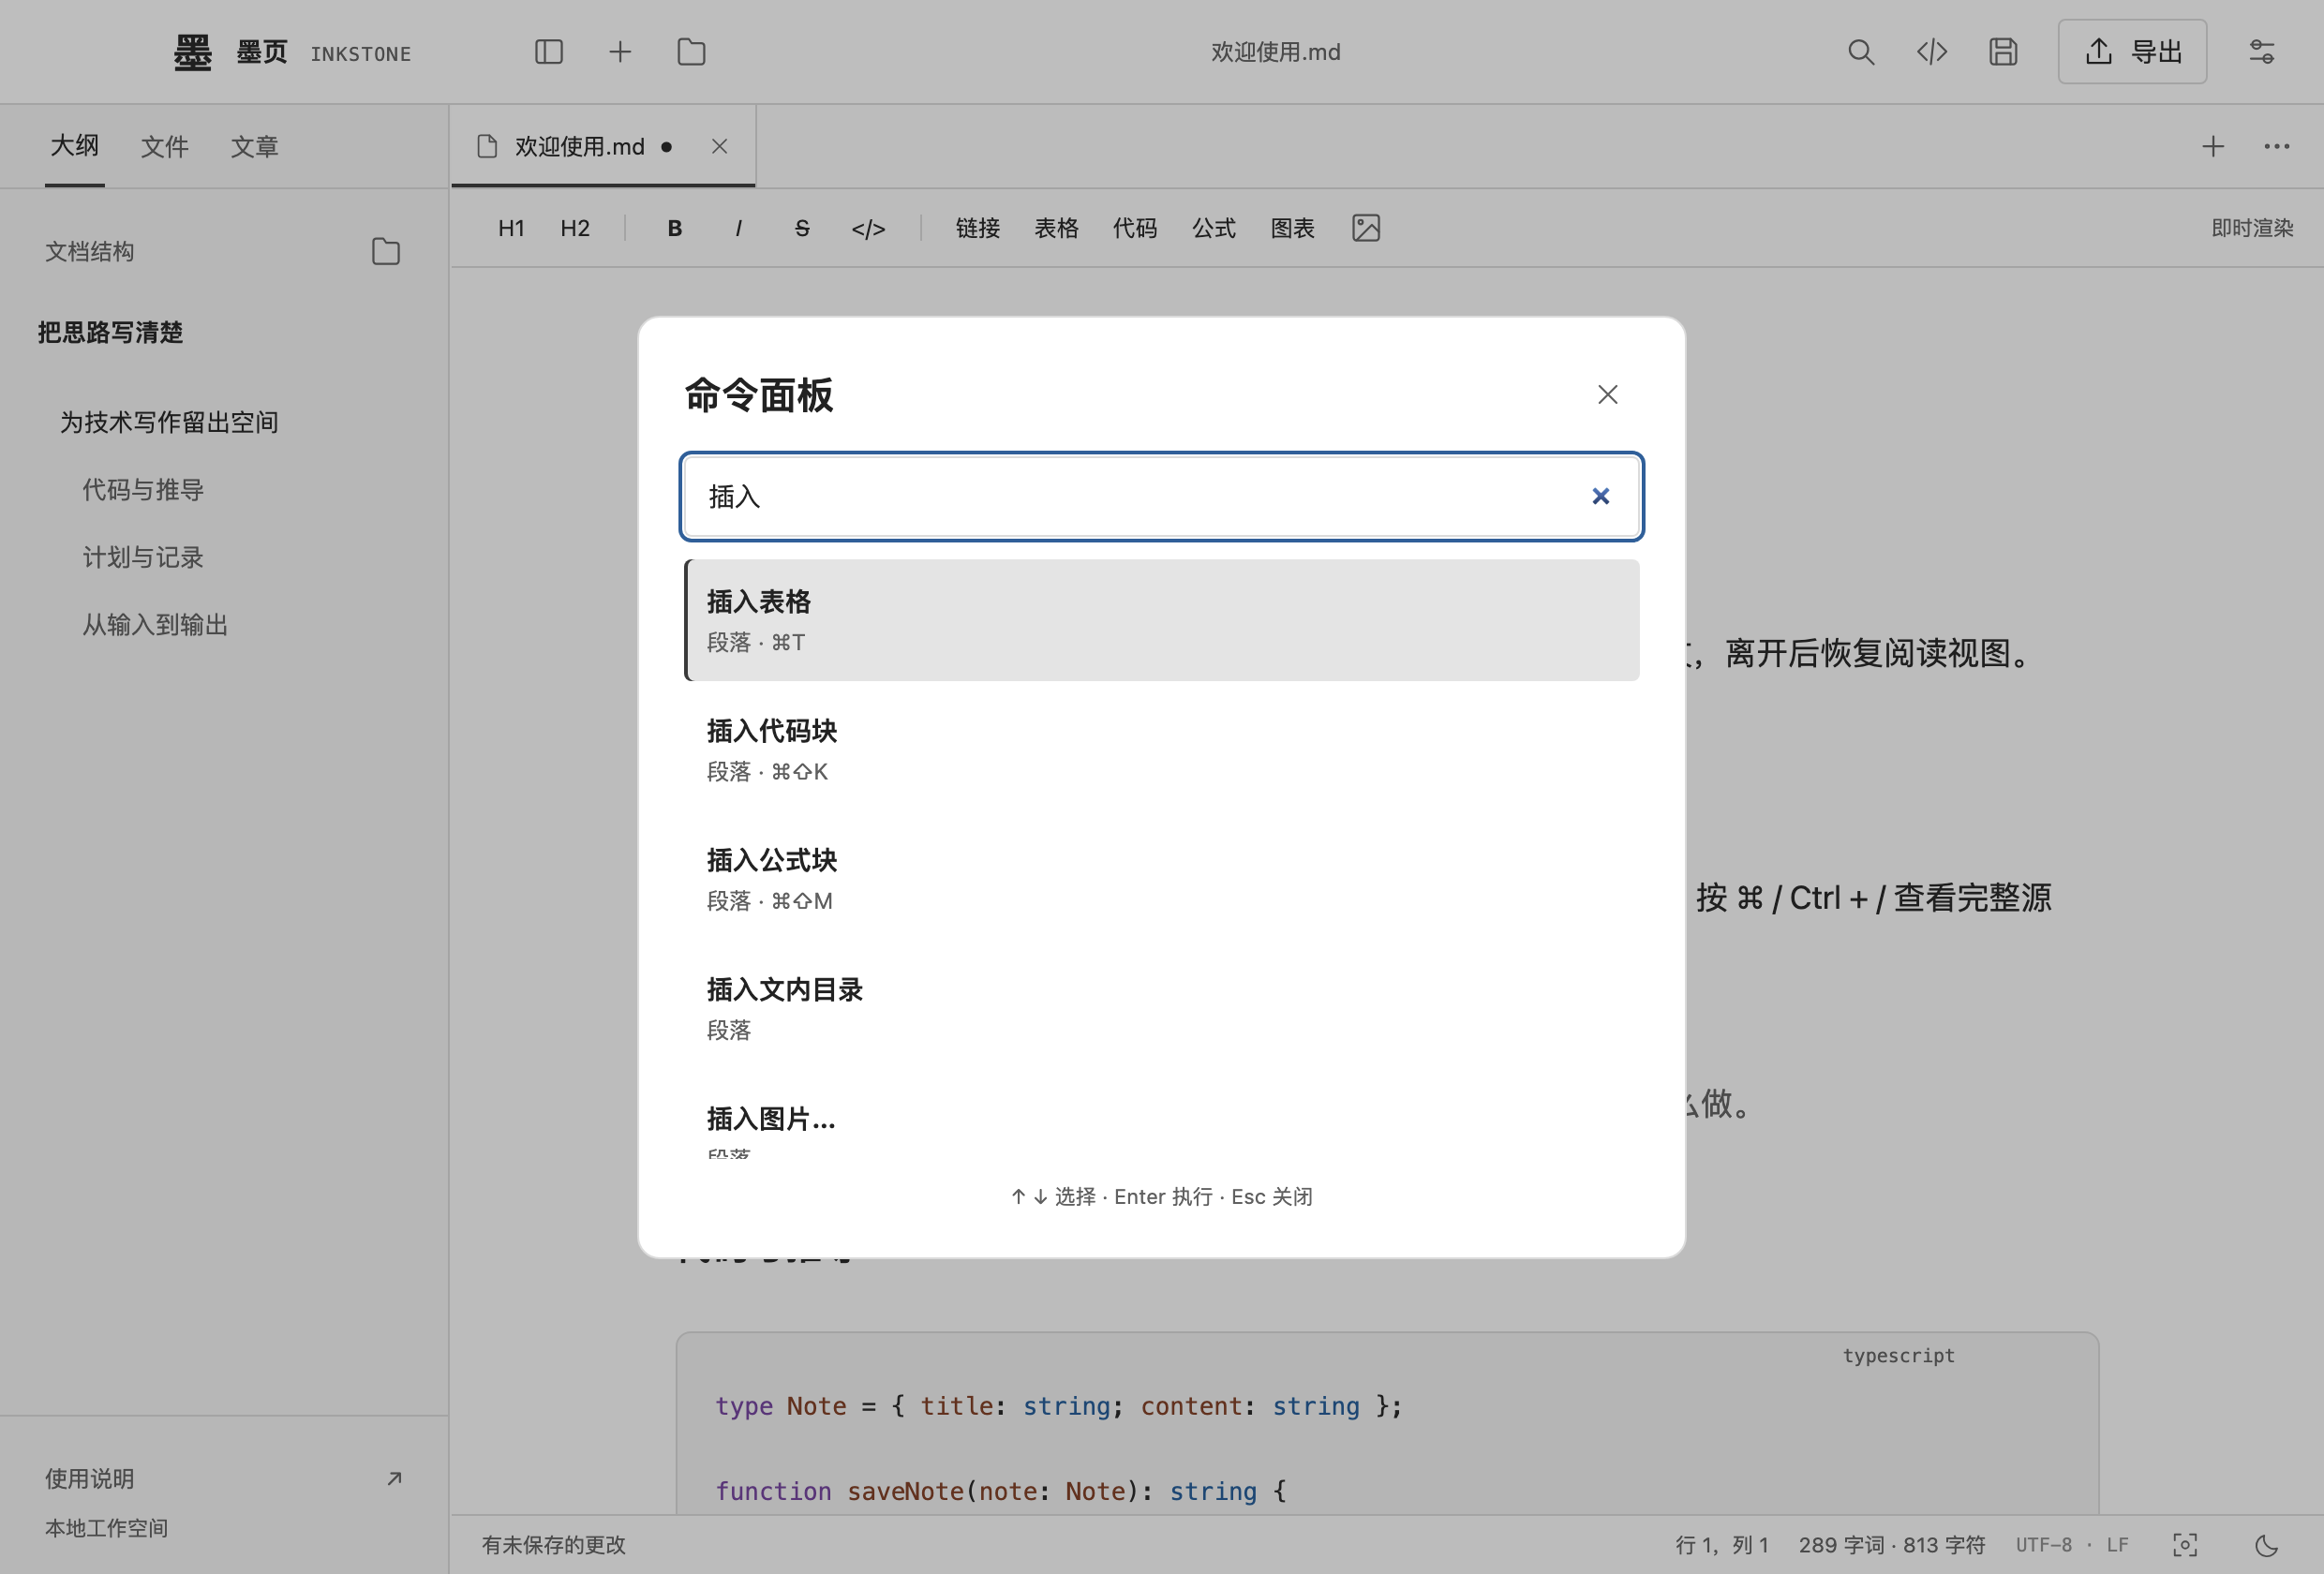 墨 墨页 INKSTONE
欢迎使用.md
导出
大纲 文件 文章
欢迎使用.md
H1 H2 B I S </> 链接 表格 代码 公式 图表
即时渲染
文档结构
把思路写清楚
为技术写作留出空间
代码与推导
计划与记录
从输入到输出
命令面板
插入
插入表格
段落 · ⌘T
插入代码块
段落 · ⌘⇧K
插入公式块
段落 · ⌘⇧M
插入文内目录
段落
插入图片...
段落
↑ ↓ 选择 · Enter 执行 · Esc 关闭
,离开后恢复阅读视图。
按 ⌘ / Ctrl + / 查看完整源
做。
typescript
type Note = { title: string; content: string };
function saveNote(note: Note): string {
使用说明
本地工作空间
有未保存的更改
行 1,列 1 289 字词 · 813 字符 UTF-8 · LF